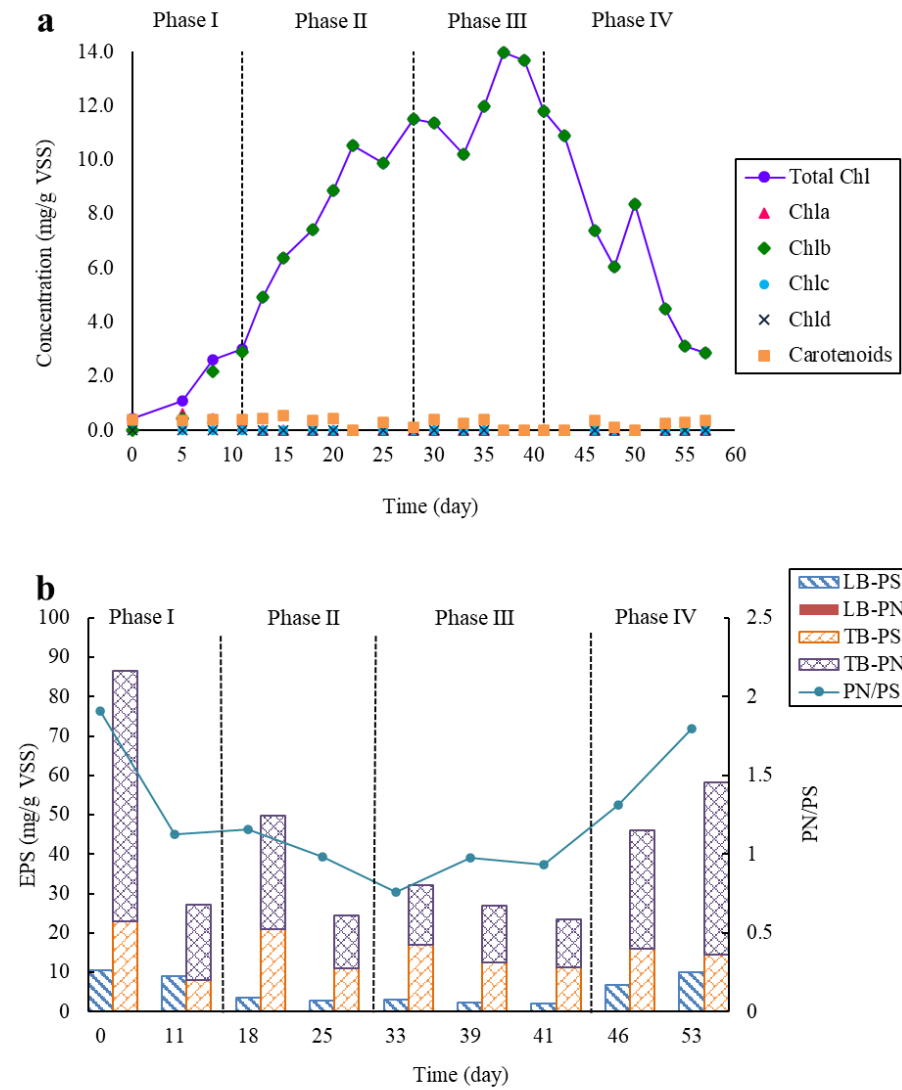 a
Phase I Phase II Phase III Phase IV
14.0
12.0
10.0
8.0
6.0
4.0
2.0
0.0
Concentration (mg/g VSS)
0 5 10 15 20 25 30 35 40 45 50 55 60
Time (day)
Total Chl
Chla
Chlb
Chlc
Chld
Carotenoids
b
LB-PS
LB-PN
TB-PS
TB-PN
PN/PS
Phase I Phase II Phase III Phase IV
100
90
80
70
60
50
40
30
20
10
0
EPS (mg/g VSS)
2.5
2
1.5
1
0.5
0
PN/PS
0 11 18 25 33 39 41 46 53
Time (day)